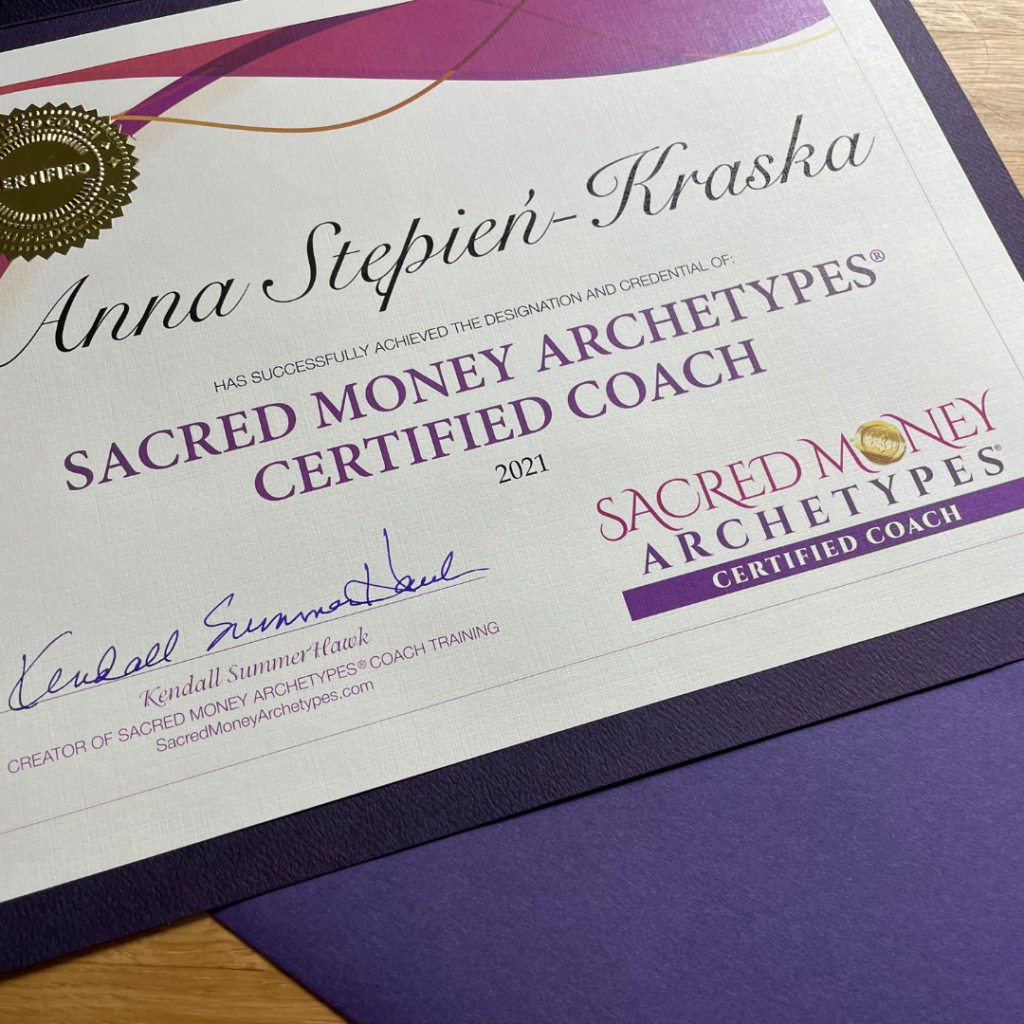 CERTIFIED
Anna Stępień-Kraska
HAS SUCCESSFULLY ACHIEVED THE DESIGNATION AND CREDENTIAL OF:
SACRED MONEY ARCHETYPES®
CERTIFIED COACH
2021
SACRED MONEY
ARCHETYPES®
CERTIFIED COACH
Kendall SummerHawk
Kendall SummerHawk
CREATOR OF SACRED MONEY ARCHETYPES® COACH TRAINING
SacredMoneyArchetypes.com